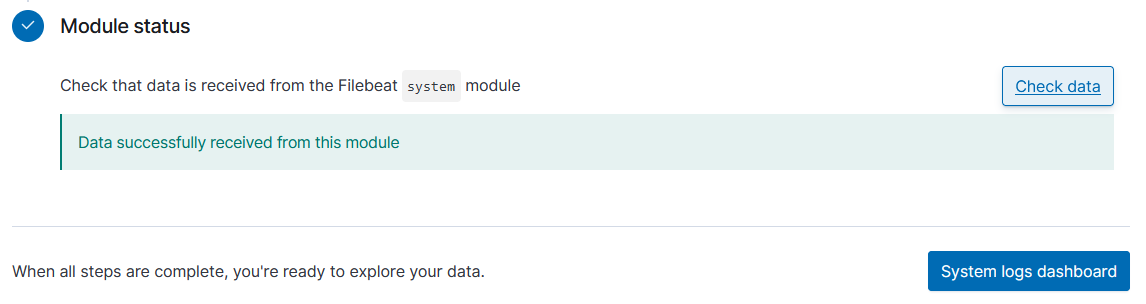 Module status
Check that data is received from the Filebeat system module
Check data
Data successfully received from this module
When all steps are complete, you're ready to explore your data.
System logs dashboard